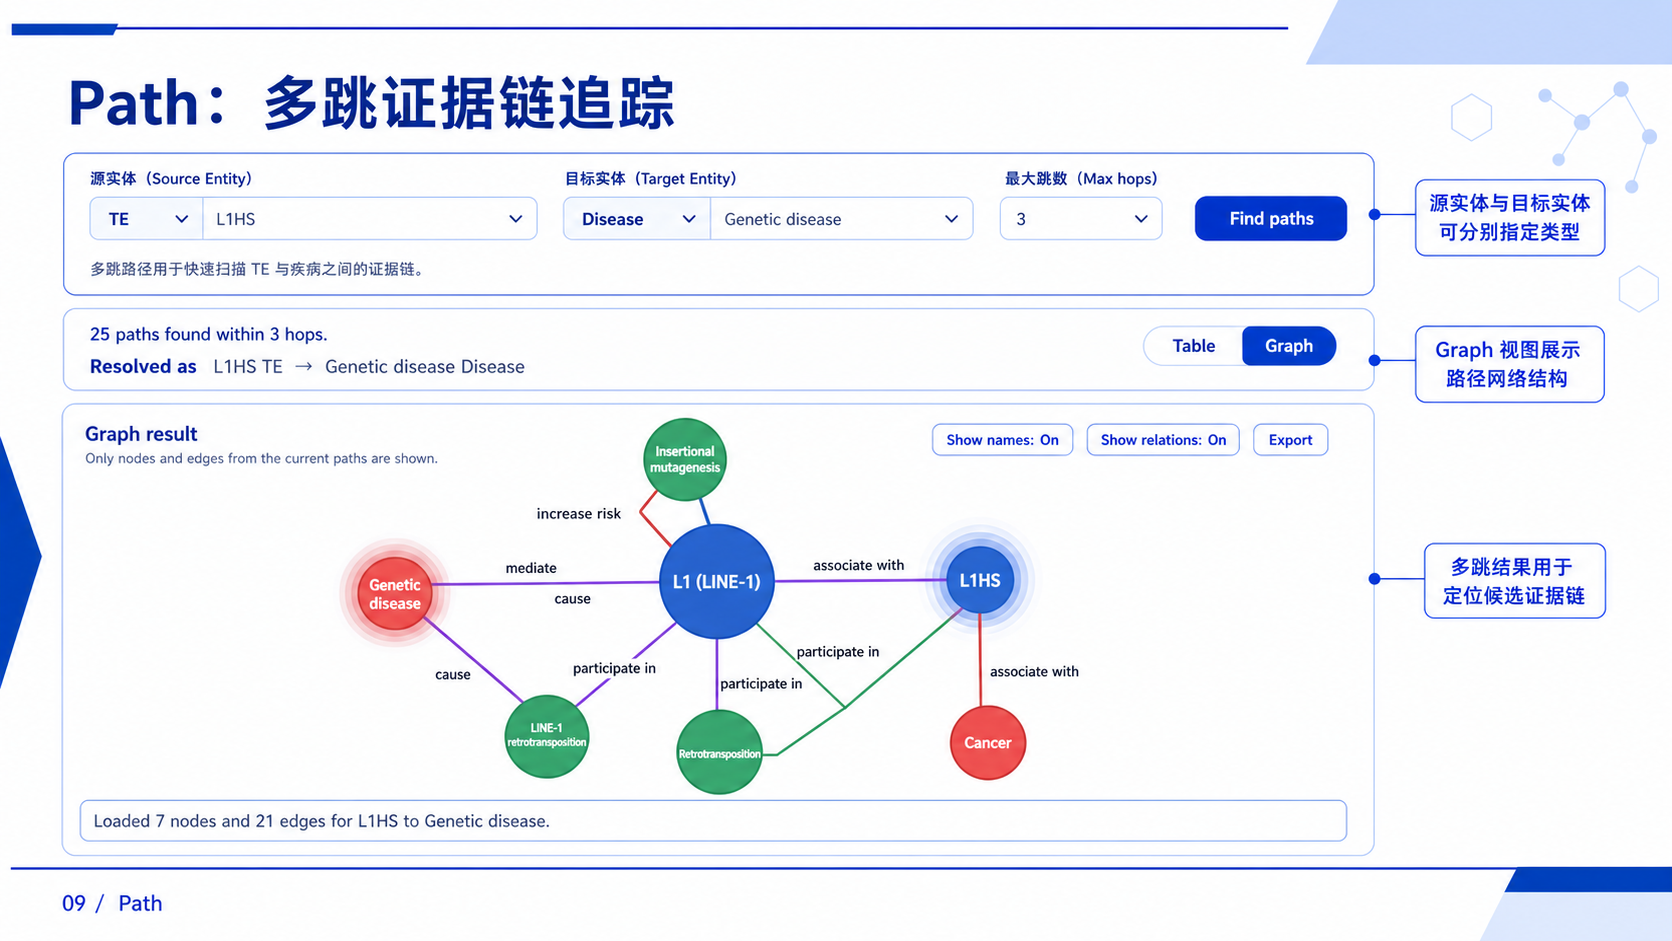 Path：多跳证据链追踪
源实体（Source Entity）
目标实体（Target Entity）
最大跳数（Max hops）
TE
L1HS
Disease
Genetic disease
3
Find paths
多跳路径用于快速扫描 TE 与疾病之间的证据链。
源实体与目标实体
可分别指定类型
25 paths found within 3 hops.
Resolved as L1HS TE → Genetic disease Disease
Table
Graph
Graph 视图展示
路径网络结构
Graph result
Only nodes and edges from the current paths are shown.
Show names: On
Show relations: On
Export
Insertional
mutagenesis
increase risk
mediate
cause
associate with
Genetic
disease
L1 (LINE-1)
L1HS
cause
participate in
participate in
participate in
associate with
LINE-1
retrotransposition
Retrotransposition
Cancer
多跳结果用于
定位候选证据链
Loaded 7 nodes and 21 edges for L1HS to Genetic disease.
09 / Path